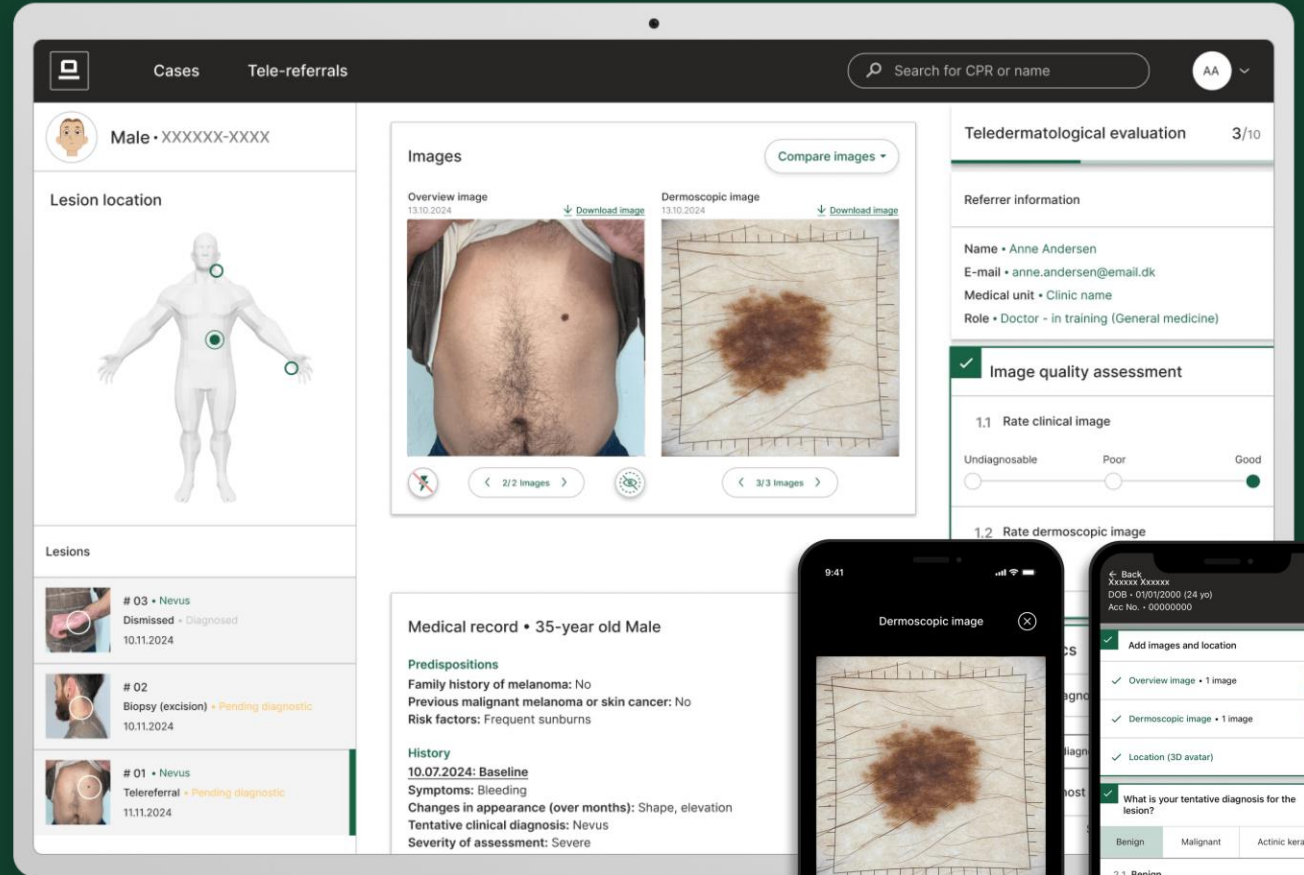 Cases
Tele-referrals
Search for CPR or name
AA
Male • XXXXXX-XXXX
Lesion location
Lesions
# 03 • Nevus
Dismissed • Diagnosed
10.11.2024
# 02
Biopsy (excision) • Pending diagnostic
10.11.2024
# 01 • Nevus
Telereferral • Pending diagnostic
11.11.2024
Images
Compare images
Overview image
13.10.2024
Download image
Dermoscopic image
13.10.2024
Download image
2/2 Images
3/3 Images
Medical record • 35-year old Male
Predispositions
Family history of melanoma: No
Previous malignant melanoma or skin cancer: No
Risk factors: Frequent sunburns
History
10.07.2024: Baseline
Symptoms: Bleeding
Changes in appearance (over months): Shape, elevation
Tentative clinical diagnosis: Nevus
Severity of assessment: Severe
Teledermatological evaluation 3/10
Referrer information
Name • Anne Andersen
E-mail • anne.andersen@email.dk
Medical unit • Clinic name
Role • Doctor - in training (General medicine)
Image quality assessment
1.1 Rate clinical image
Undiagnosable Poor Good
1.2 Rate dermoscopic image
9:41
Dermoscopic image
Back
Xxxxxx Xxxxxx
DOB • 01/01/2000 (24 yo)
Acc No. • 00000000
Add images and location
Overview image • 1 image
Dermoscopic image • 1 image
Location (3D avatar)
What is your tentative diagnosis for the
lesion?
Benign
Malignant
Actinic kera
2.1 Benign